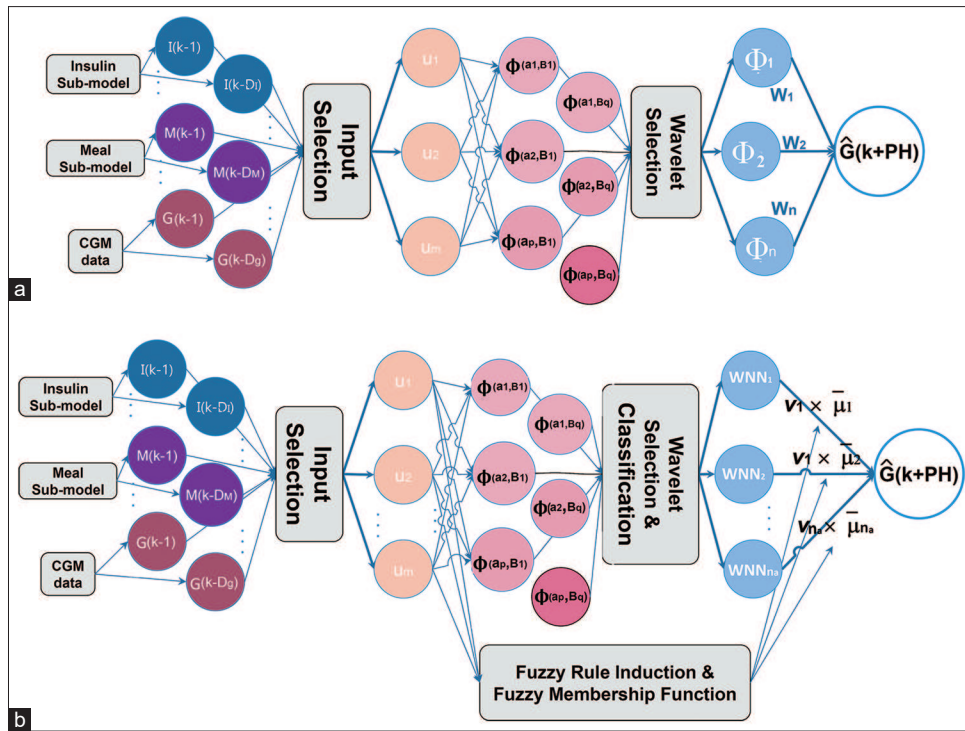 Insulin
Sub-model
Meal
Sub-model
CGM
data
I(k-1)
I(k-DI)
M(k-1)
M(k-DM)
G(k-1)
G(k-Dg)
Input
Selection
u1
u2
um
Φ(a1,B1)
Φ(a1,Bq)
Φ(a2,B1)
Φ(a2,Bq)
Φ(ap,B1)
Φ(ap,Bq)
Wavelet
Selection
Φ1
Φ2
Φn
W1
W2
Wn
Ĝ(k+PH)
a
Insulin
Sub-model
Meal
Sub-model
CGM
data
I(k-1)
I(k-DI)
M(k-1)
M(k-DM)
G(k-1)
G(k-Dg)
Input
Selection
u1
u2
um
Φ(a1,B1)
Φ(a1,Bq)
Φ(a2,B1)
Φ(a2,Bq)
Φ(ap,B1)
Φ(ap,Bq)
Wavelet
Selection &
Classification
WNN1
WNN2
WNNna
v1 × μ̄1
v1 × μ̄2
vna × μ̄na
Ĝ(k+PH)
Fuzzy Rule Induction &
Fuzzy Membership Function
b